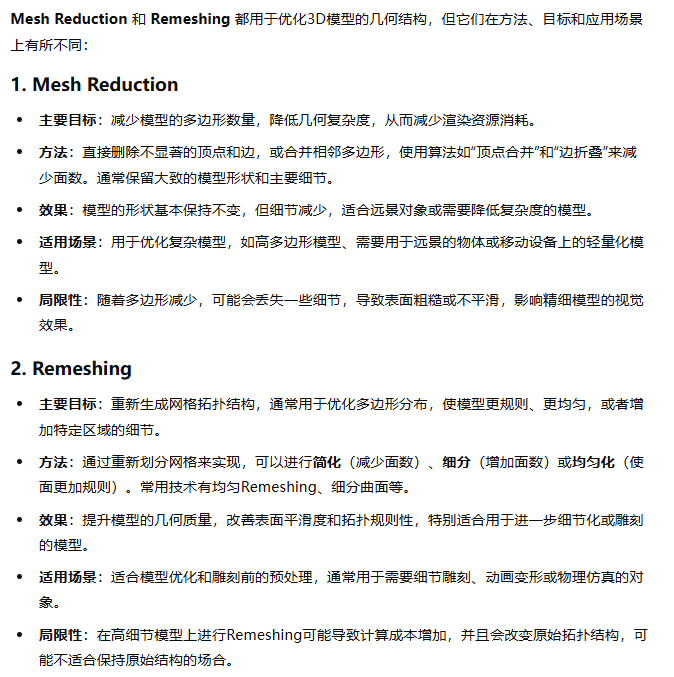 Mesh Reduction 和 Remeshing 都用于优化3D模型的几何结构，但它们在方法、目标和应用场景
上有所不同：
1. Mesh Reduction
• 主要目标：减少模型的多边形数量，降低几何复杂度，从而减少渲染资源消耗。
• 方法：直接删除不显著的顶点和边，或合并相邻多边形，使用算法如“顶点合并”和“边折叠”来减
少面数。通常保留大致的模型形状和主要细节。
• 效果：模型的形状基本保持不变，但细节减少，适合远景对象或需要降低复杂度的模型。
• 适用场景：用于优化复杂模型，如高多边形模型、需要用于远景的物体或移动设备上的轻量化模
型。
• 局限性：随着多边形减少，可能会丢失一些细节，导致表面粗糙或不平滑，影响精细模型的视觉
效果。
2. Remeshing
• 主要目标：重新生成网格拓扑结构，通常用于优化多边形分布，使模型更规则、更均匀，或者增
加特定区域的细节。
• 方法：通过重新划分网格来实现，可以进行简化（减少面数）、细分（增加面数）或均匀化（使
面更加规则）。常用技术有均匀Remeshing、细分曲面等。
• 效果：提升模型的几何质量，改善表面平滑度和拓扑规则性，特别适合用于进一步细节化或雕刻
的模型。
• 适用场景：适合模型优化和雕刻前的预处理，通常用于需要细节雕刻、动画变形或物理仿真的对
象。
• 局限性：在高细节模型上进行Remeshing可能导致计算成本增加，并且会改变原始拓扑结构，可
能不适合保持原始结构的场合。